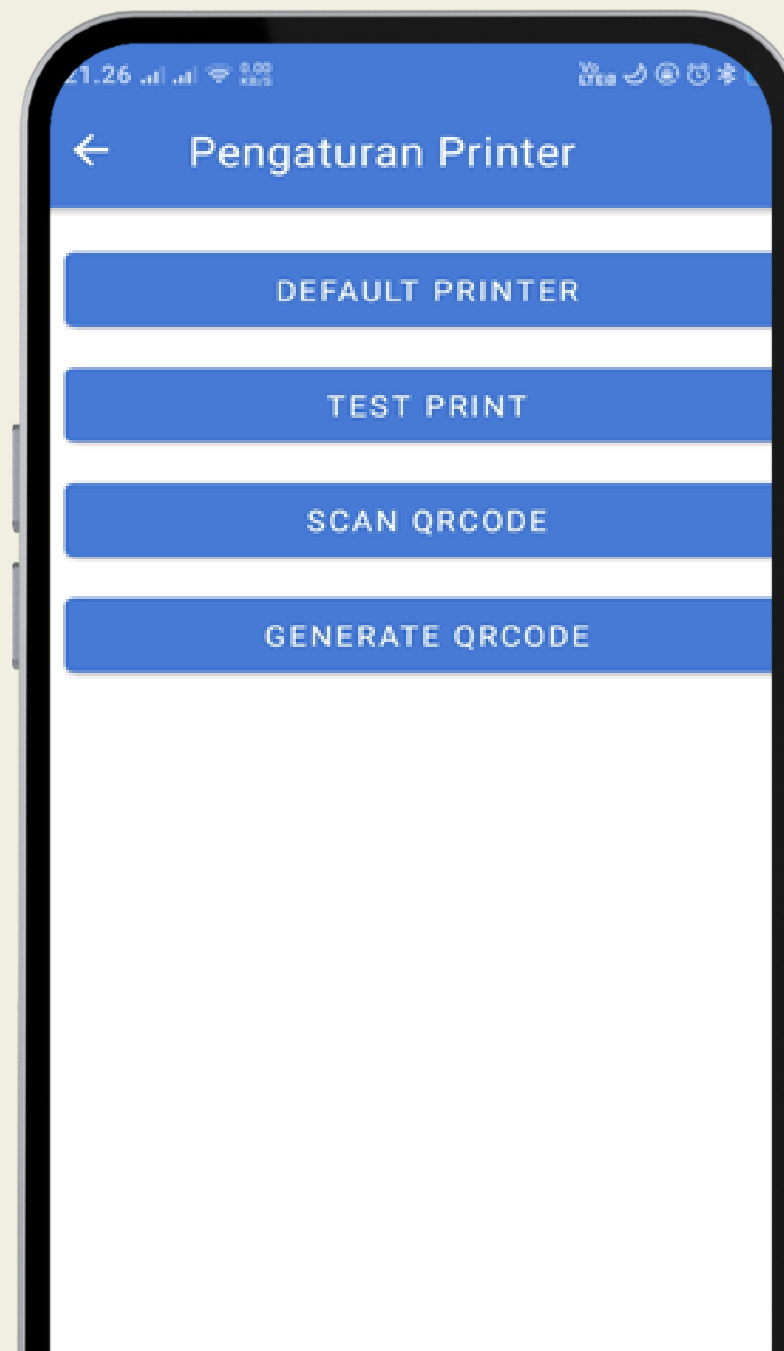 21.26
Pengaturan Printer
DEFAULT PRINTER
TEST PRINT
SCAN QRCODE
GENERATE QRCODE